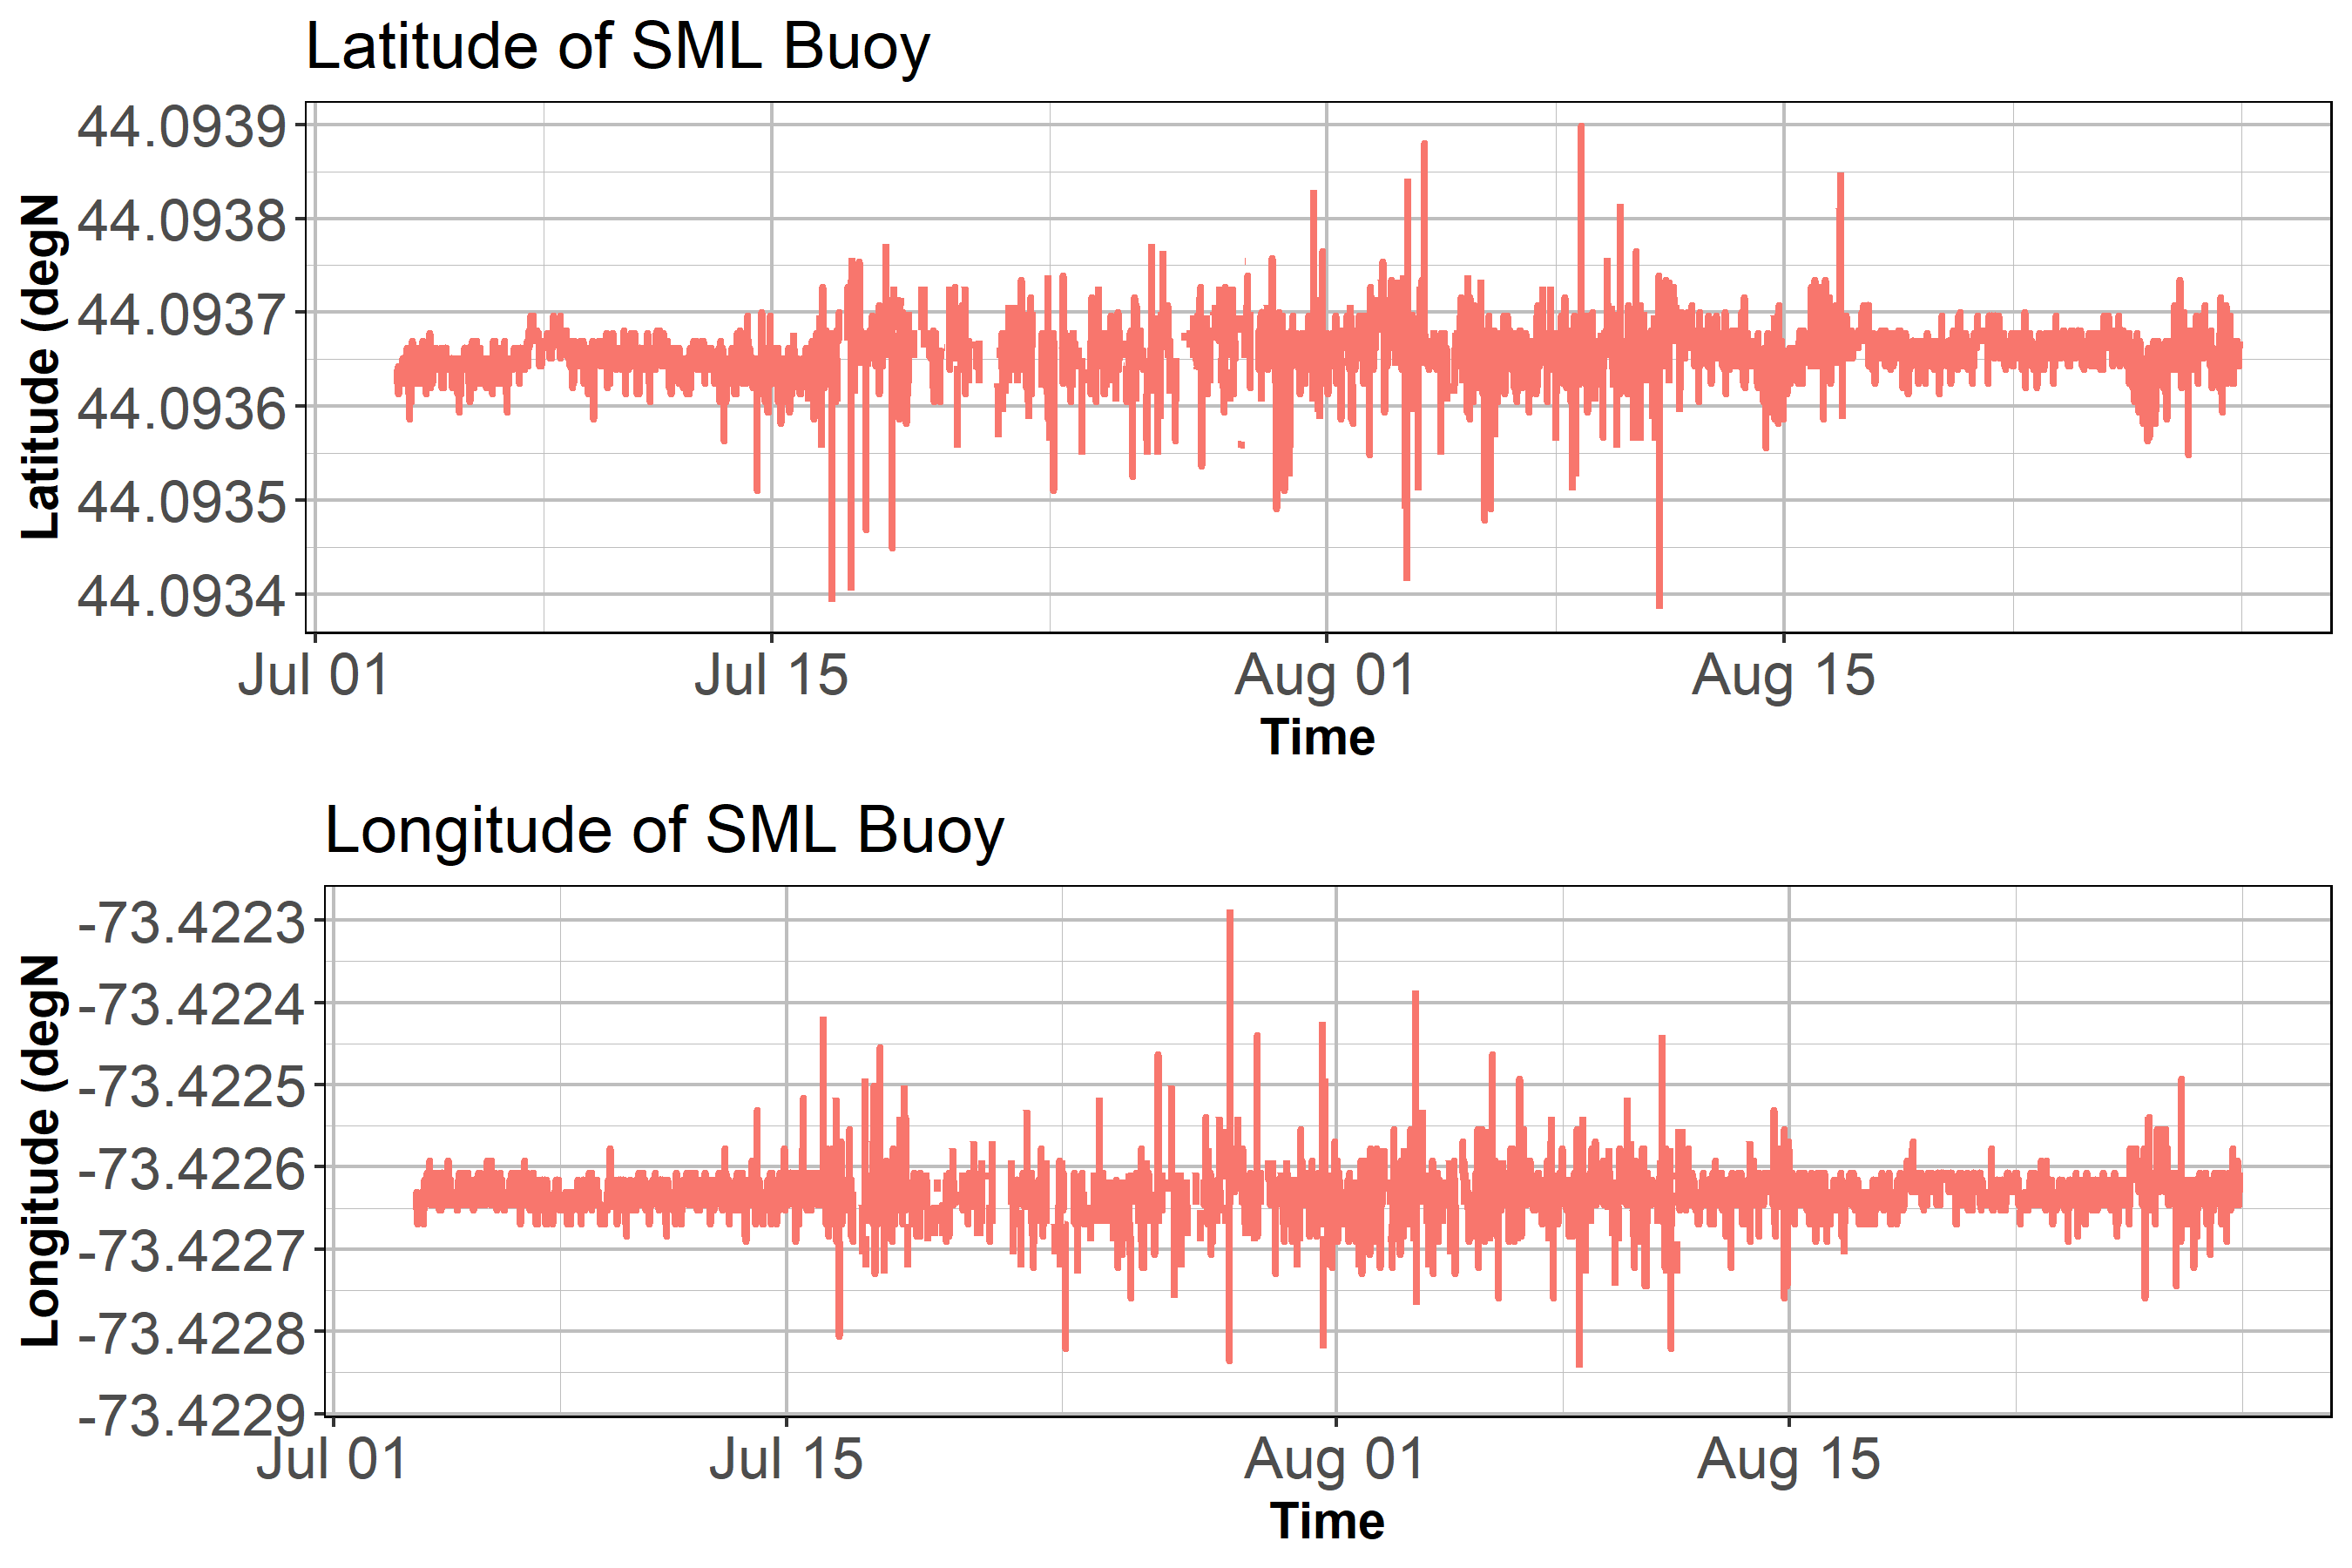 Latitude of SML Buoy
44.0939
44.0938
44.0937
44.0936
44.0935
44.0934
Latitude (degN
Jul 01 Jul 15 Aug 01 Aug 15
Time
Longitude of SML Buoy
-73.4223
-73.4224
-73.4225
-73.4226
-73.4227
-73.4228
-73.4229
Longitude (degN
Jul 01 Jul 15 Aug 01 Aug 15
Time